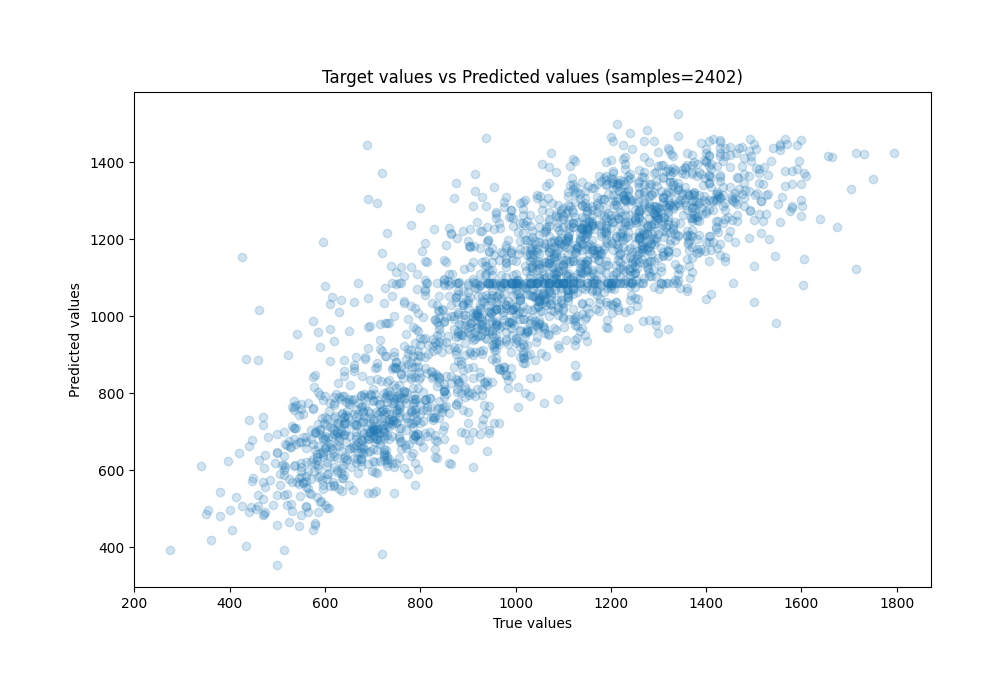 Target values vs Predicted values (samples=2402)
Predicted values
1400
1200
1000
800
600
400
200 400 600 800 1000 1200 1400 1600 1800
True values